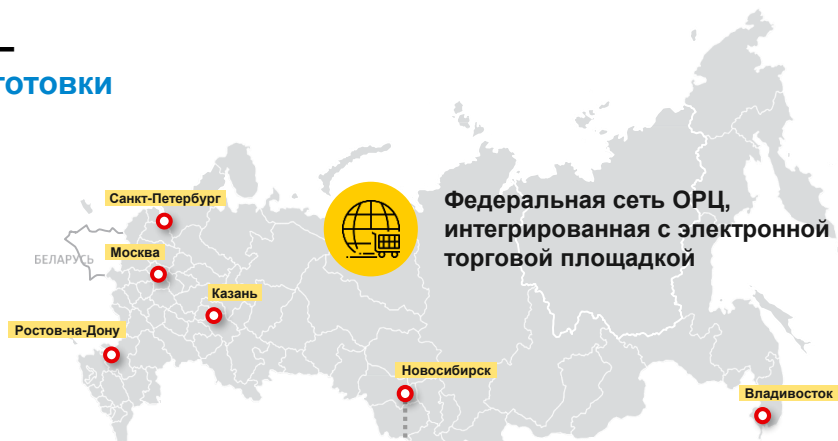 готовки
Федеральная сеть ОРЦ,
интегрированная с электронной
торговой площадкой
Санкт-Петербург
БЕЛАРУСЬ
Москва
Казань
Ростов-на-Дону
Новосибирск
Владивосток